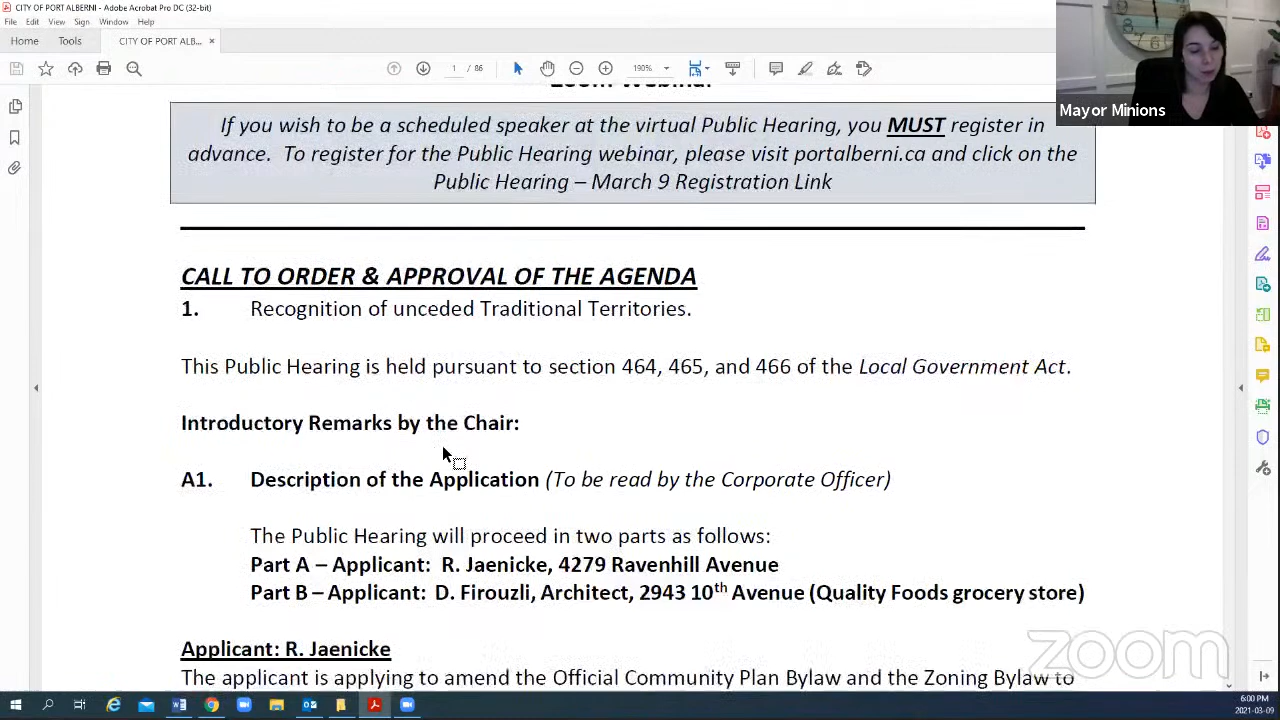 CITY OF PORT ALBERNI - Adobe Acrobat Pro DC (32-bit)
File Edit View Sign Window Help
Home Tools CITY OF PORT ALB... ×
1 / 86 190%
Zoom Webinar
Mayor Minions
If you wish to be a scheduled speaker at the virtual Public Hearing, you MUST register in
advance. To register for the Public Hearing webinar, please visit portalberni.ca and click on the
Public Hearing – March 9 Registration Link
CALL TO ORDER & APPROVAL OF THE AGENDA
1. Recognition of unceded Traditional Territories.
This Public Hearing is held pursuant to section 464, 465, and 466 of the Local Government Act.
Introductory Remarks by the Chair:
A1. Description of the Application (To be read by the Corporate Officer)
The Public Hearing will proceed in two parts as follows:
Part A – Applicant: R. Jaenicke, 4279 Ravenhill Avenue
Part B – Applicant: D. Firouzli, Architect, 2943 10th Avenue (Quality Foods grocery store)
Applicant: R. Jaenicke
The applicant is applying to amend the Official Community Plan Bylaw and the Zoning Bylaw to
zoom
6:00 PM
2021-03-09